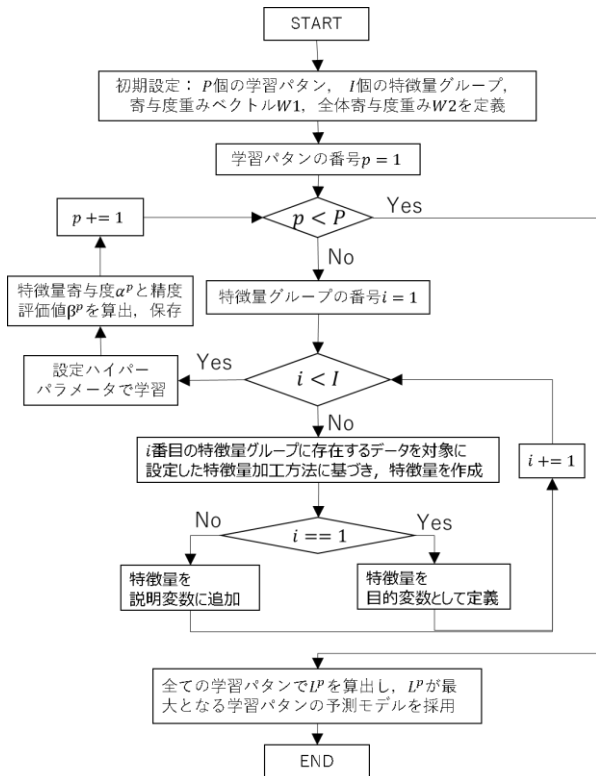 START
初期設定： P個の学習パタン， I個の特徴量グループ，
寄与度重みベクトルW1，全体寄与度重みW2を定義
学習パタンの番号p = 1
p += 1
p < P
Yes
No
特徴量寄与度α^pと精度
評価値β^pを算出，保存
特徴量グループの番号i = 1
設定ハイパー
パラメータで学習
Yes
i < I
No
i番目の特徴量グループに存在するデータを対象に
設定した特徴量加工方法に基づき，特徴量を作成
i += 1
No
i == 1
Yes
特徴量を
説明変数に追加
特徴量を
目的変数として定義
全ての学習パタンでL^pを算出し，L^pが最
大となる学習パタンの予測モデルを採用
END